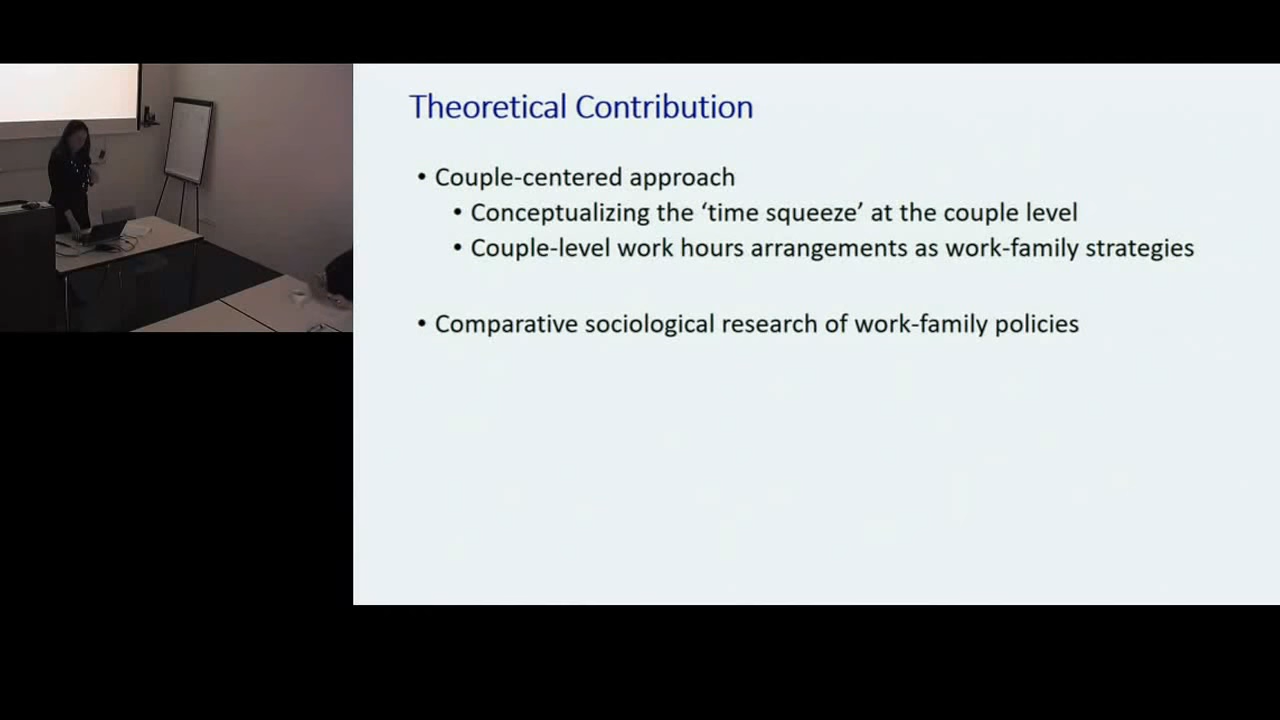 Theoretical Contribution
• Couple-centered approach
• Conceptualizing the ‘time squeeze’ at the couple level
• Couple-level work hours arrangements as work-family strategies
• Comparative sociological research of work-family policies